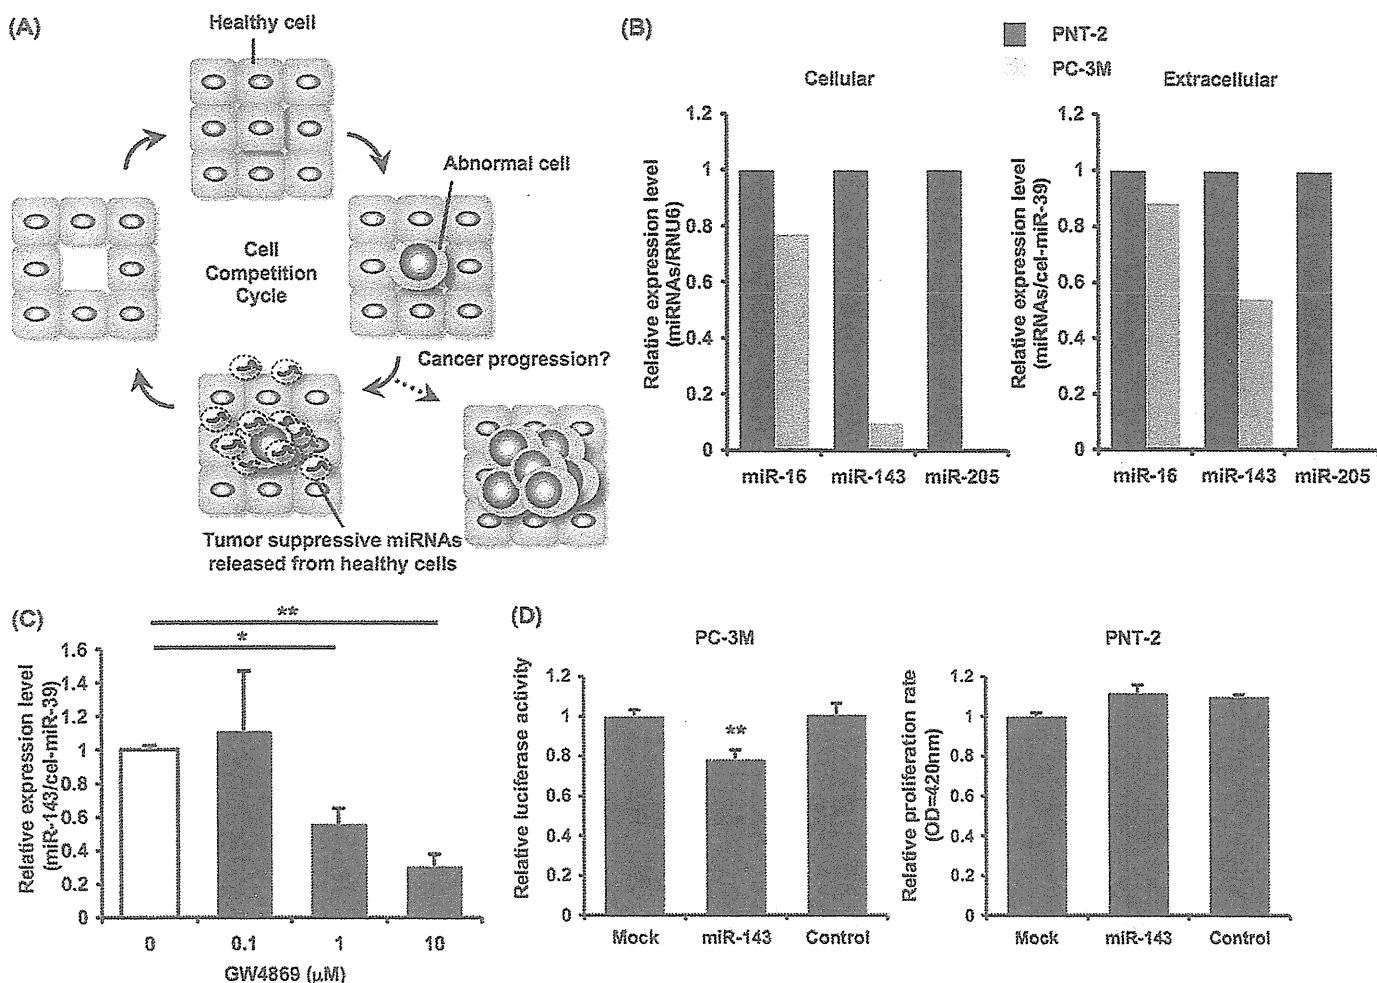 (A)
Healthy cell
Abnormal cell
Cell
Competition
Cycle
Cancer progression?
Tumor suppressive miRNAs
released from healthy cells
(B)
PNT-2
PC-3M
Cellular
Relative expression level
(miRNAs/RNU6)
1.2
1
0.8
0.6
0.4
0.2
0
miR-16 miR-143 miR-205
Extracellular
Relative expression level
(miRNAs/cel-miR-39)
1.2
1
0.8
0.6
0.4
0.2
0
miR-16 miR-143 miR-205
(C)
**
*
Relative expression level
(miR-143/cel-miR-39)
1.6
1.4
1.2
1
0.8
0.6
0.4
0.2
0
0 0.1 1 10
GW4869 (μM)
(D)
PC-3M
Relative luciferase activity
1.2
1
0.8
0.6
0.4
0.2
0
**
Mock miR-143 Control
PNT-2
Relative proliferation rate
(OD=420nm)
1.2
1
0.8
0.6
0.4
0.2
0
Mock miR-143 Control